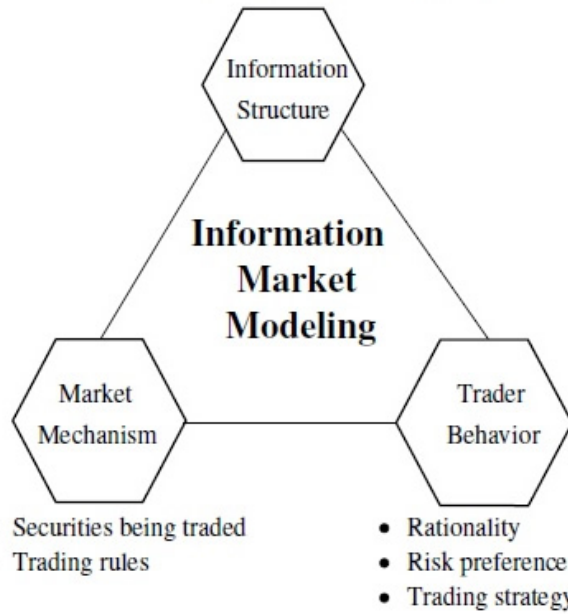 Information
Structure
Information
Market
Modeling
Market
Mechanism
Trader
Behavior
Securities being traded
Trading rules
• Rationality
• Risk preference
• Trading strategy